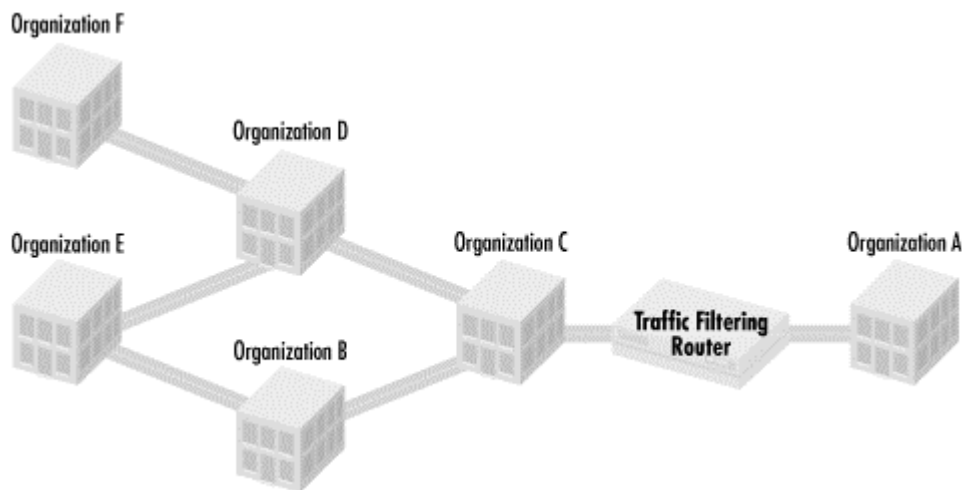 Organization F
Organization D
Organization E
Organization C
Organization A
Traffic Filtering
Router
Organization B